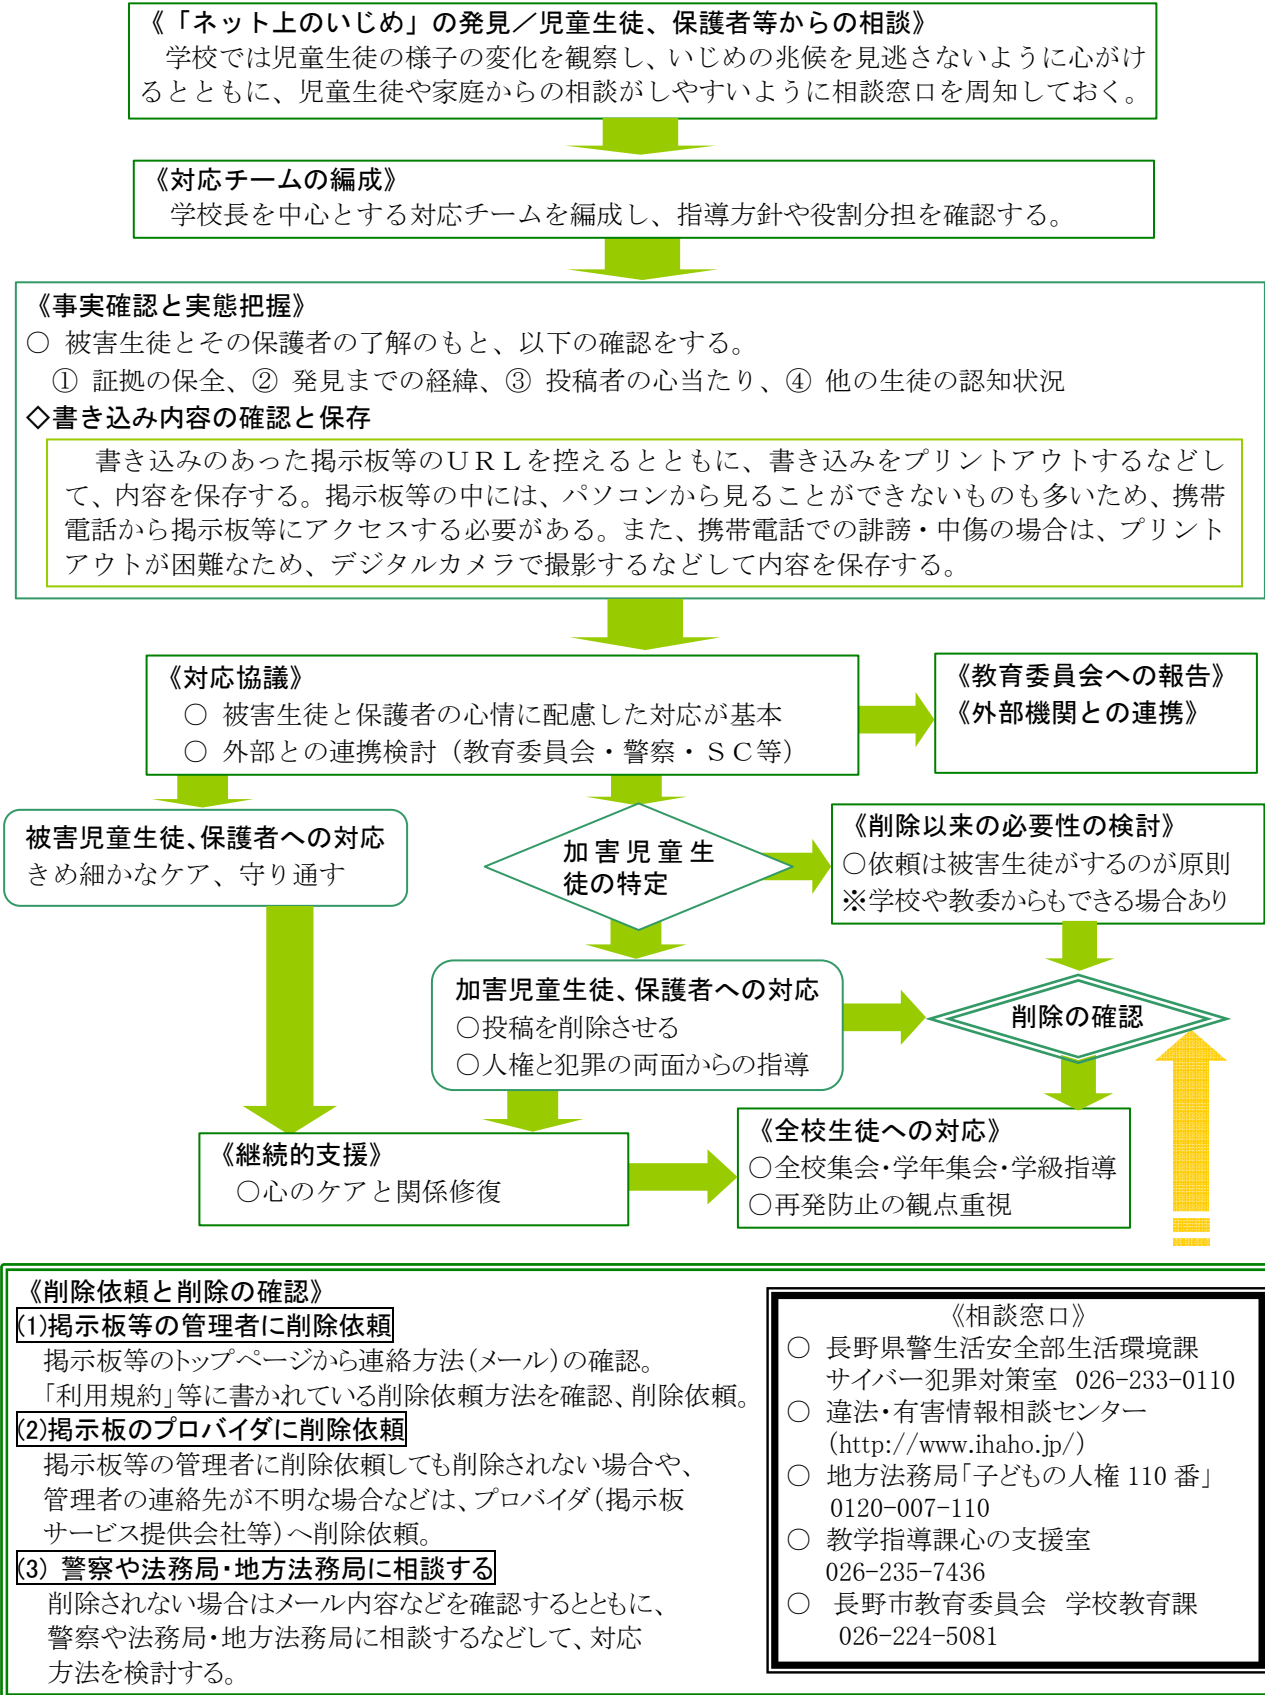 《「ネット上のいじめ」の発見／児童生徒、保護者等からの相談》
学校では児童生徒の様子の変化を観察し、いじめの兆候を見逃さないように心がけ
るとともに、児童生徒や家庭からの相談がしやすいように相談窓口を周知しておく。
《対応チームの編成》
学校長を中心とする対応チームを編成し、指導方針や役割分担を確認する。
《事実確認と実態把握》
○ 被害生徒とその保護者の了解のもと、以下の確認をする。
① 証拠の保全、② 発見までの経緯、③ 投稿者の心当たり、④ 他の生徒の認知状況
◇書き込み内容の確認と保存
書き込みのあった掲示板等のＵＲＬを控えるとともに、書き込みをプリントアウトするなどし
て、内容を保存する。掲示板等の中には、パソコンから見ることができないものも多いため、携帯
電話から掲示板等にアクセスする必要がある。また、携帯電話での誹謗・中傷の場合は、プリント
アウトが困難なため、デジタルカメラで撮影するなどして内容を保存する。
《対応協議》
○ 被害生徒と保護者の心情に配慮した対応が基本
○ 外部との連携検討（教育委員会・警察・ＳＣ等）
《教育委員会への報告》
《外部機関との連携》
被害児童生徒、保護者への対応
きめ細かなケア、守り通す
加害児童生
徒の特定
《削除以来の必要性の検討》
○依頼は被害生徒がするのが原則
※学校や教委からもできる場合あり
加害児童生徒、保護者への対応
○投稿を削除させる
○人権と犯罪の両面からの指導
削除の確認
《継続的支援》
○心のケアと関係修復
《全校生徒への対応》
○全校集会・学年集会・学級指導
○再発防止の観点重視
《削除依頼と削除の確認》
(1)掲示板等の管理者に削除依頼
掲示板等のトップページから連絡方法（メール）の確認。
「利用規約」等に書かれている削除依頼方法を確認、削除依頼。
(2)掲示板のプロバイダに削除依頼
掲示板等の管理者に削除依頼しても削除されない場合や、
管理者の連絡先が不明な場合などは、プロバイダ（掲示板
サービス提供会社等）へ削除依頼。
(3) 警察や法務局・地方法務局に相談する
削除されない場合はメール内容などを確認するとともに、
警察や法務局・地方法務局に相談するなどして、対応
方法を検討する。
《相談窓口》
○ 長野県警生活安全部生活環境課
サイバー犯罪対策室 026-233-0110
○ 違法・有害情報相談センター
(http://www.ihaho.jp/)
○ 地方法務局「子どもの人権 110 番」
0120-007-110
○ 教学指導課心の支援室
026-235-7436
○ 長野市教育委員会 学校教育課
026-224-5081